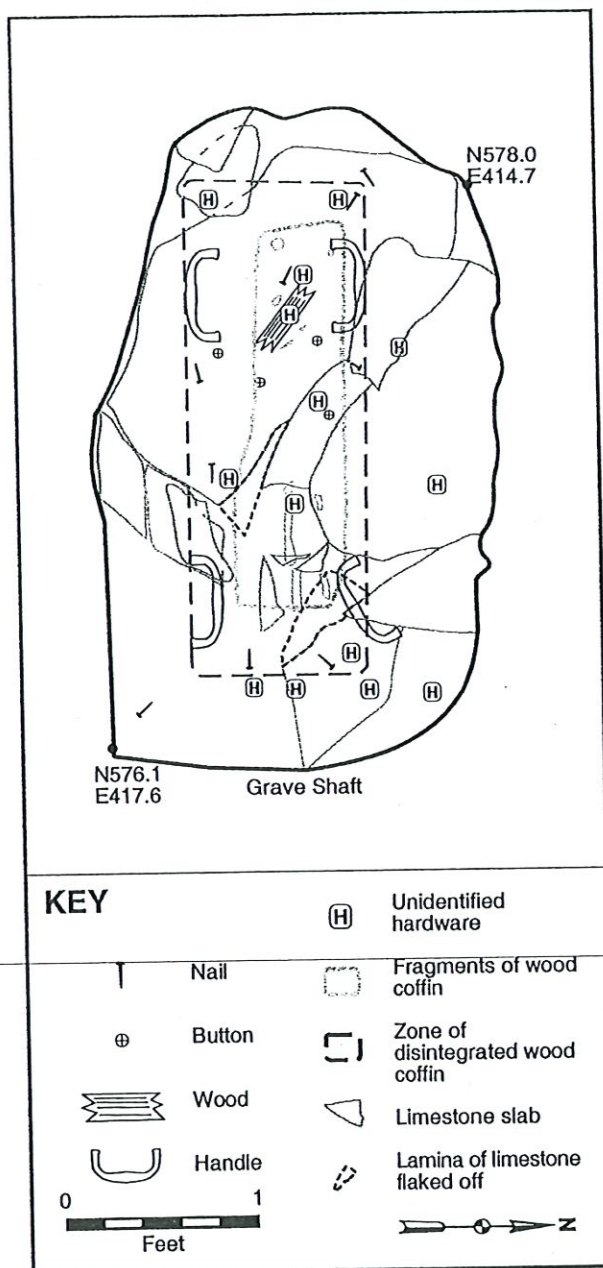 N578.0
E414.7
H
H
H
H
H
H
H
H
H
H
H
H
H
H
N576.1
E417.6
Grave Shaft
KEY
H
Unidentified
hardware
Nail
Fragments of wood
coffin
Button
Zone of
disintegrated wood
coffin
Wood
Limestone slab
Handle
Lamina of limestone
flaked off
0
1
Feet
N